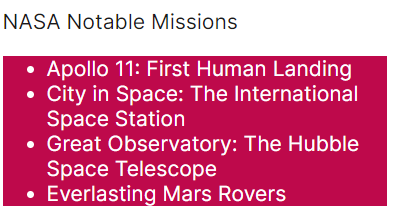 NASA Notable Missions
• Apollo 11: First Human Landing
• City in Space: The International
Space Station
• Great Observatory: The Hubble
Space Telescope
• Everlasting Mars Rovers